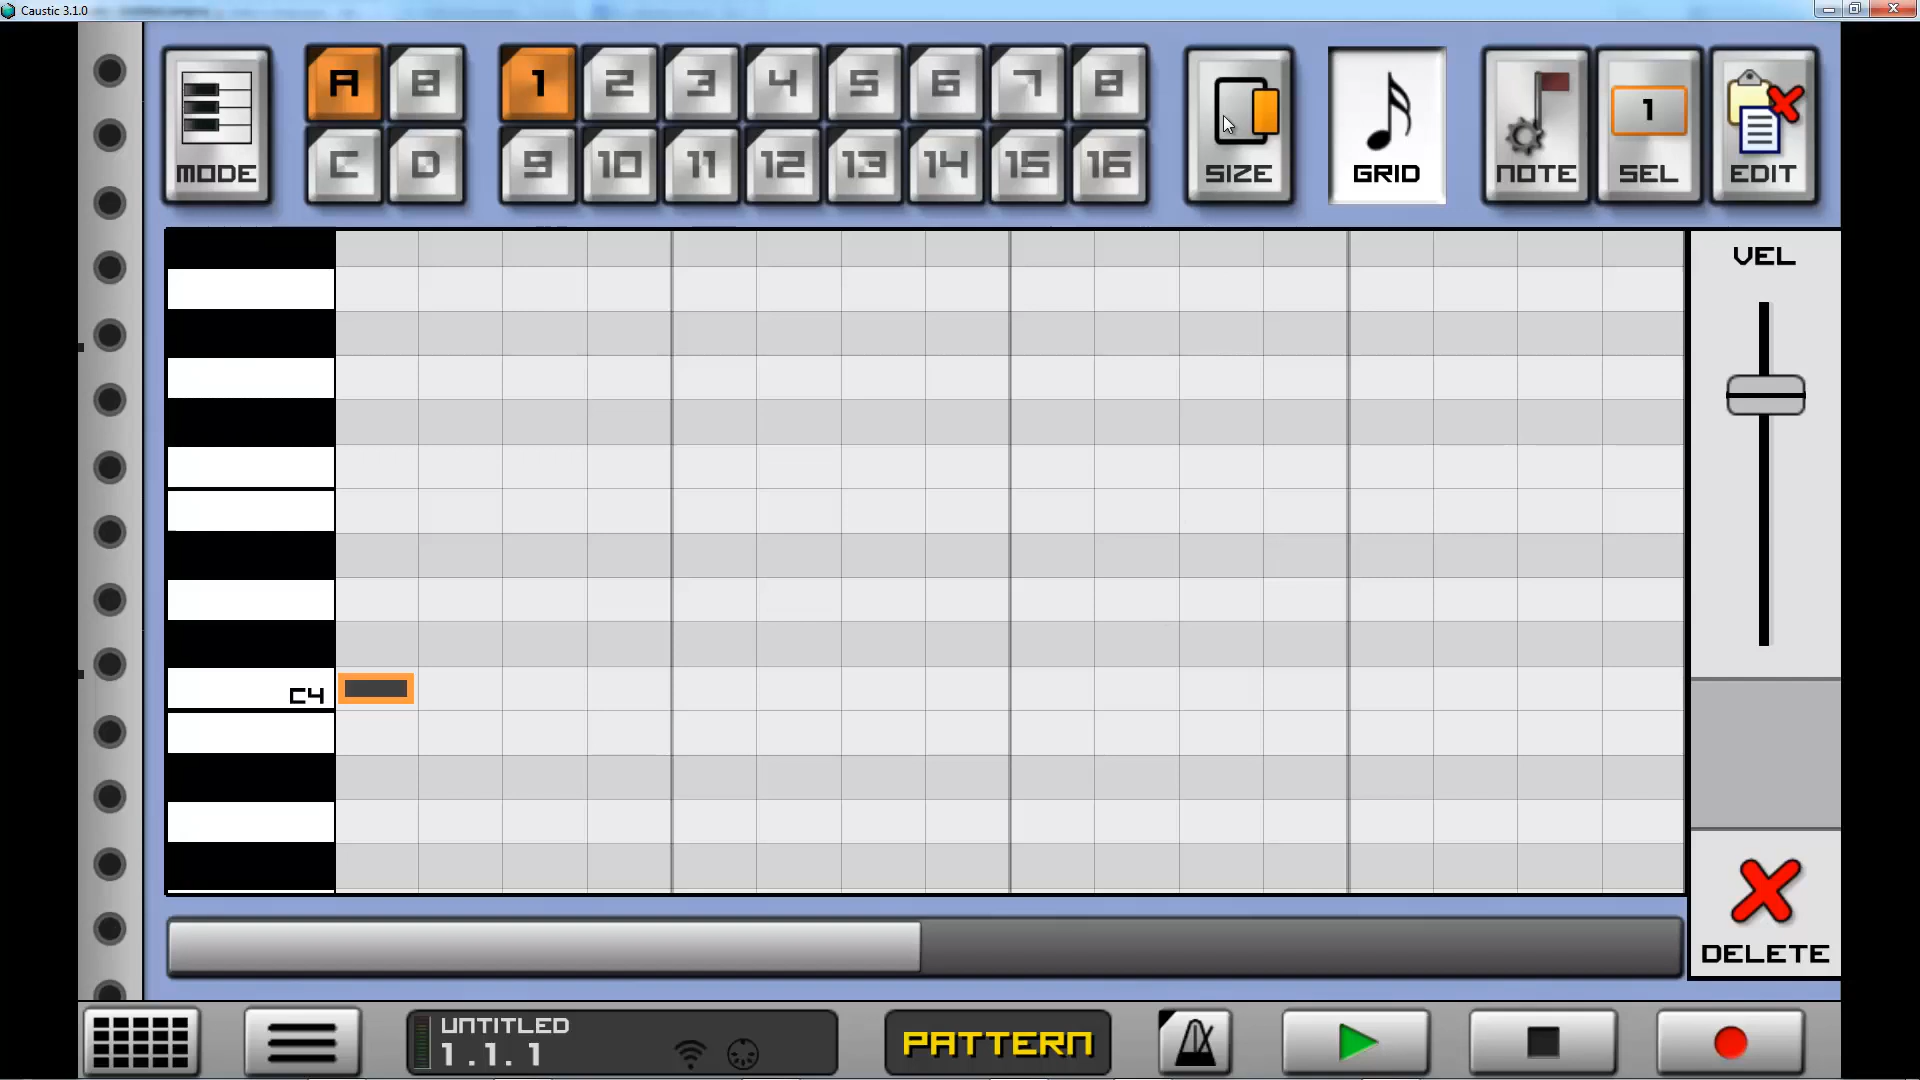 Caustic 3.1.0
MODE
A B
C D
1 2 3 4 5 6 7 8
9 10 11 12 13 14 15 16
SIZE
GRID
NOTE
1
SEL
EDIT
VEL
C4
DELETE
UNTITLED
1.1.1
PATTERN